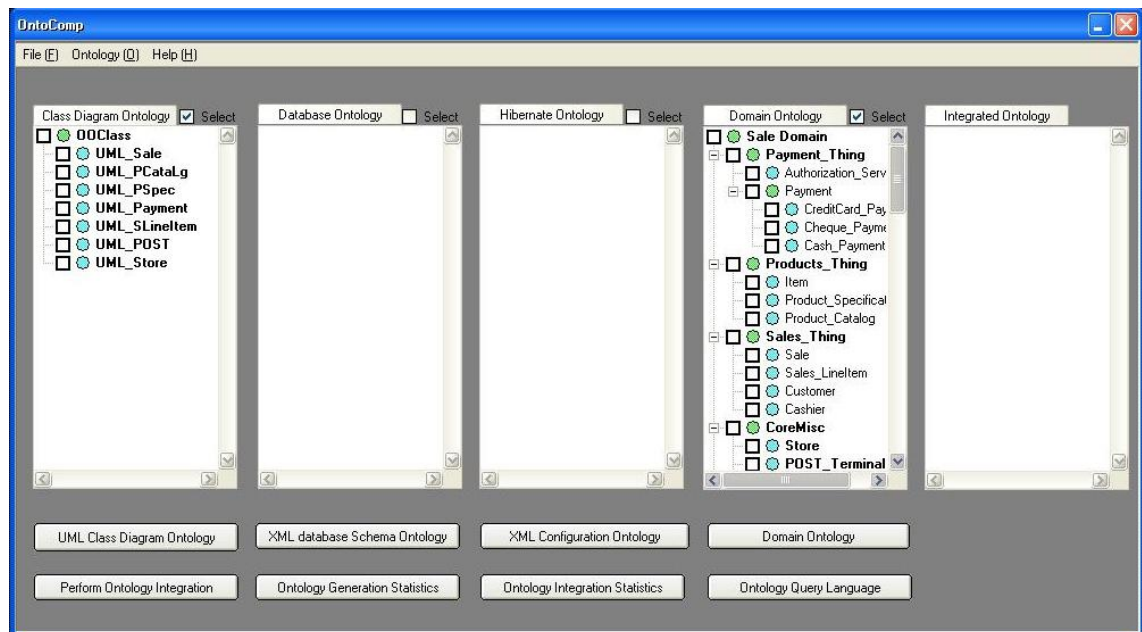 OntoComp
File (F) Ontology (O) Help (H)
Class Diagram Ontology Select
OOClass
UML_Sale
UML_PCataLg
UML_PSpec
UML_Payment
UML_SLineItem
UML_POST
UML_Store
Database Ontology Select
Hibernate Ontology Select
Domain Ontology Select
Sale Domain
Payment_Thing
Authorization_Serv
Payment
CreditCard_Pay
Cheque_Payme
Cash_Payment
Products_Thing
Item
Product_Specificat
Product_Catalog
Sales_Thing
Sale
Sales_LineItem
Customer
Cashier
CoreMisc
Store
POST_Terminal
Integrated Ontology
UML Class Diagram Ontology
XML database Schema Ontology
XML Configuration Ontology
Domain Ontology
Perform Ontology Integration
Ontology Generation Statistics
Ontology Integration Statistics
Ontology Query Language